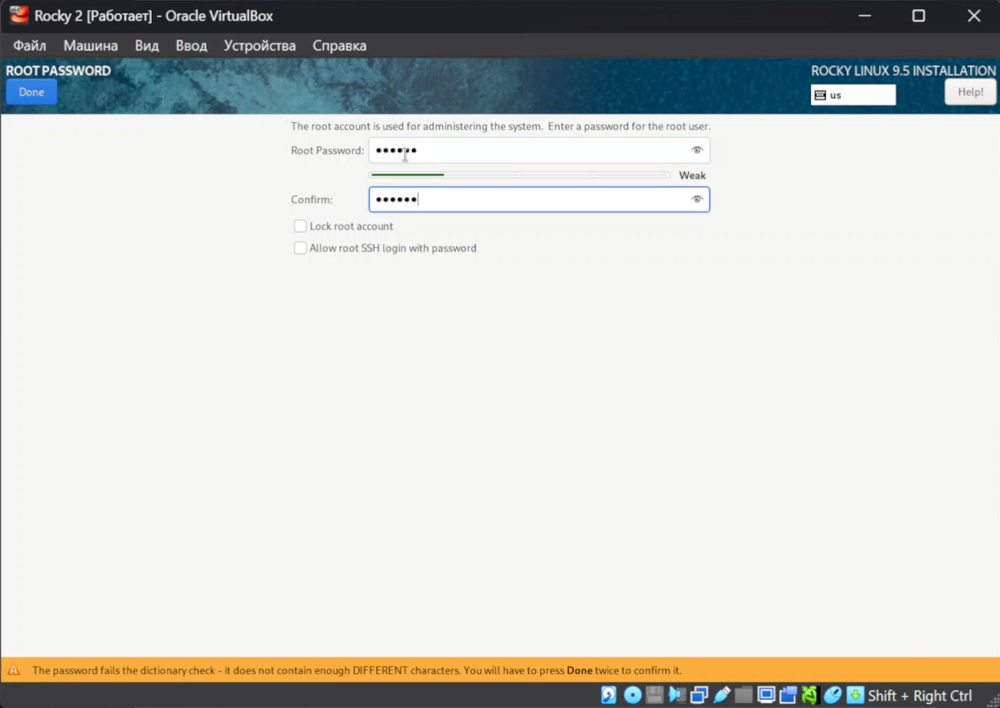 Rocky 2 [Работает] - Oracle VirtualBox
Файл Машина Вид Ввод Устройства Справка
ROOT PASSWORD
ROCKY LINUX 9.5 INSTALLATION
Done
us
Help!
The root account is used for administering the system. Enter a password for the root user.
Root Password: ••••••
Weak
Confirm: ••••••
Lock root account
Allow root SSH login with password
The password fails the dictionary check - it does not contain enough DIFFERENT characters. You will have to press Done twice to confirm it.
Shift + Right Ctrl